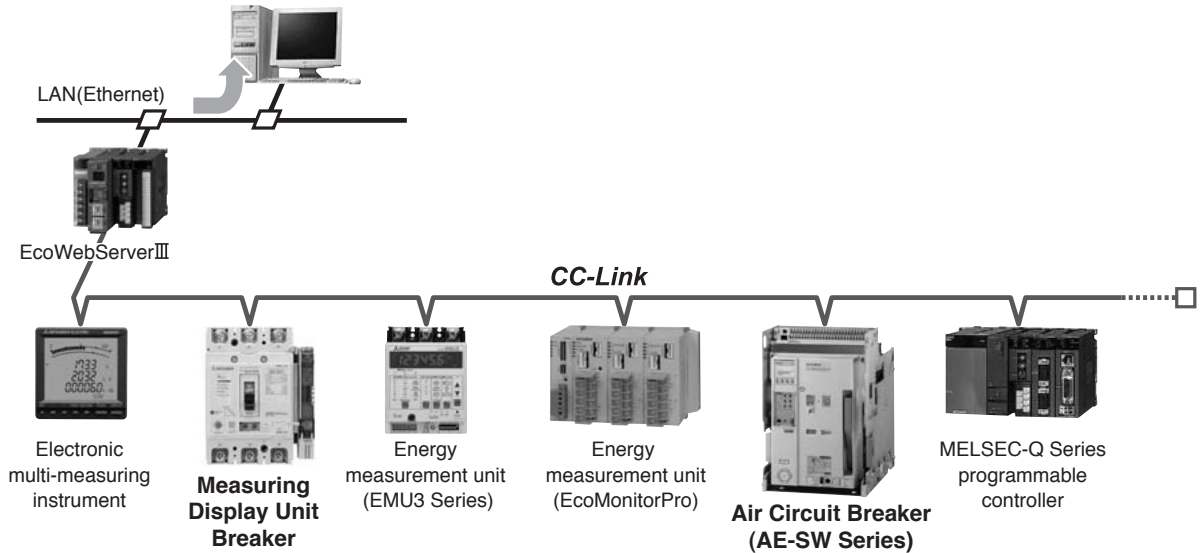 LAN(Ethernet)
EcoWebServerⅢ
CC-Link
Electronic
multi-measuring
instrument
Measuring
Display Unit
Breaker
Energy
measurement unit
(EMU3 Series)
Energy
measurement unit
(EcoMonitorPro)
Air Circuit Breaker
(AE-SW Series)
MELSEC-Q Series
programmable
controller